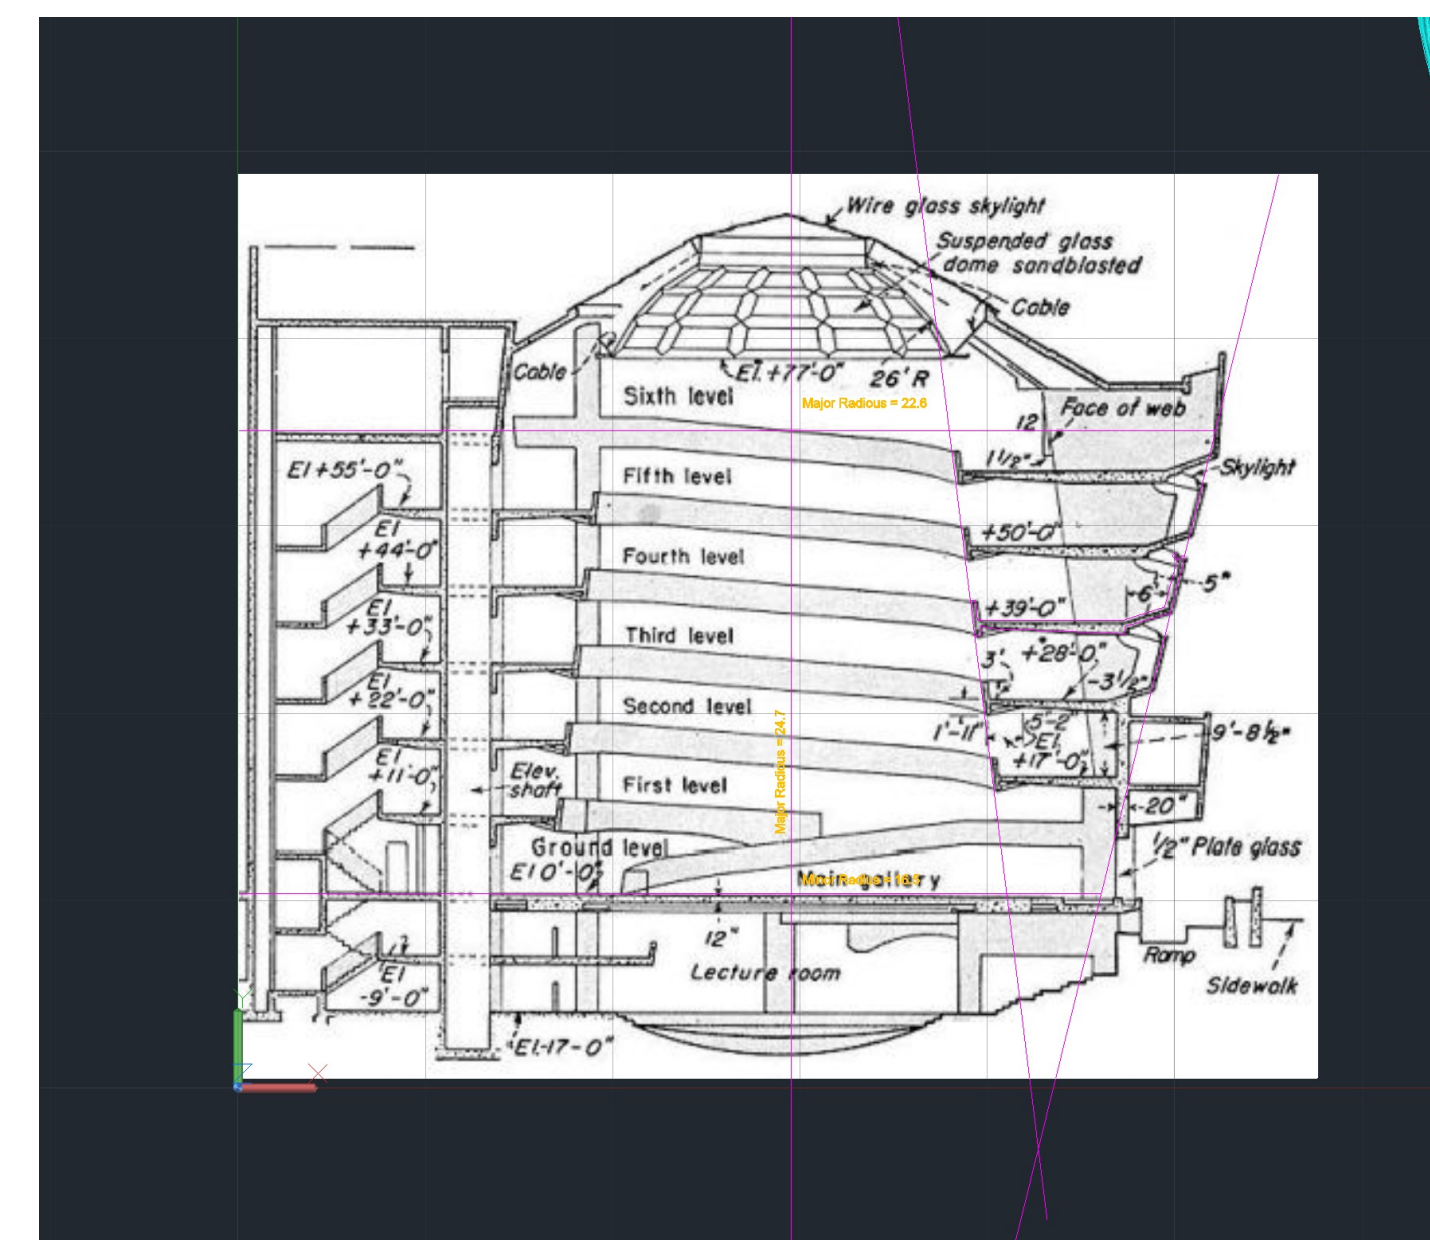 Wire glass skylight
Suspended glass
dome sandblasted
Cable
Cable
El. +77'-0"
26' R
Sixth level
Major Radious = 22.6
12
Face of web
1 1/2"
El +55'-0"
Fifth level
Skylight
+50'-0"
El
+44'-0"
Fourth level
5"
6'
+39'-0"
El
+33'-0"
Third level
3'
+28'-0"
-3 1/2"
El
+22'-0"
Second level
1'-11"
5'-2"
El.
+17'-0"
9'-8 1/2"
Major Radious = 24.7
El
+11'-0"
Elev.
shaft
First level
20"
Ground level
El 0'-0"
1/2" Plate glass
Main gallery
12"
Lecture room
Ramp
Sidewalk
El
-9'-0"
El.-17-0"
Y
X